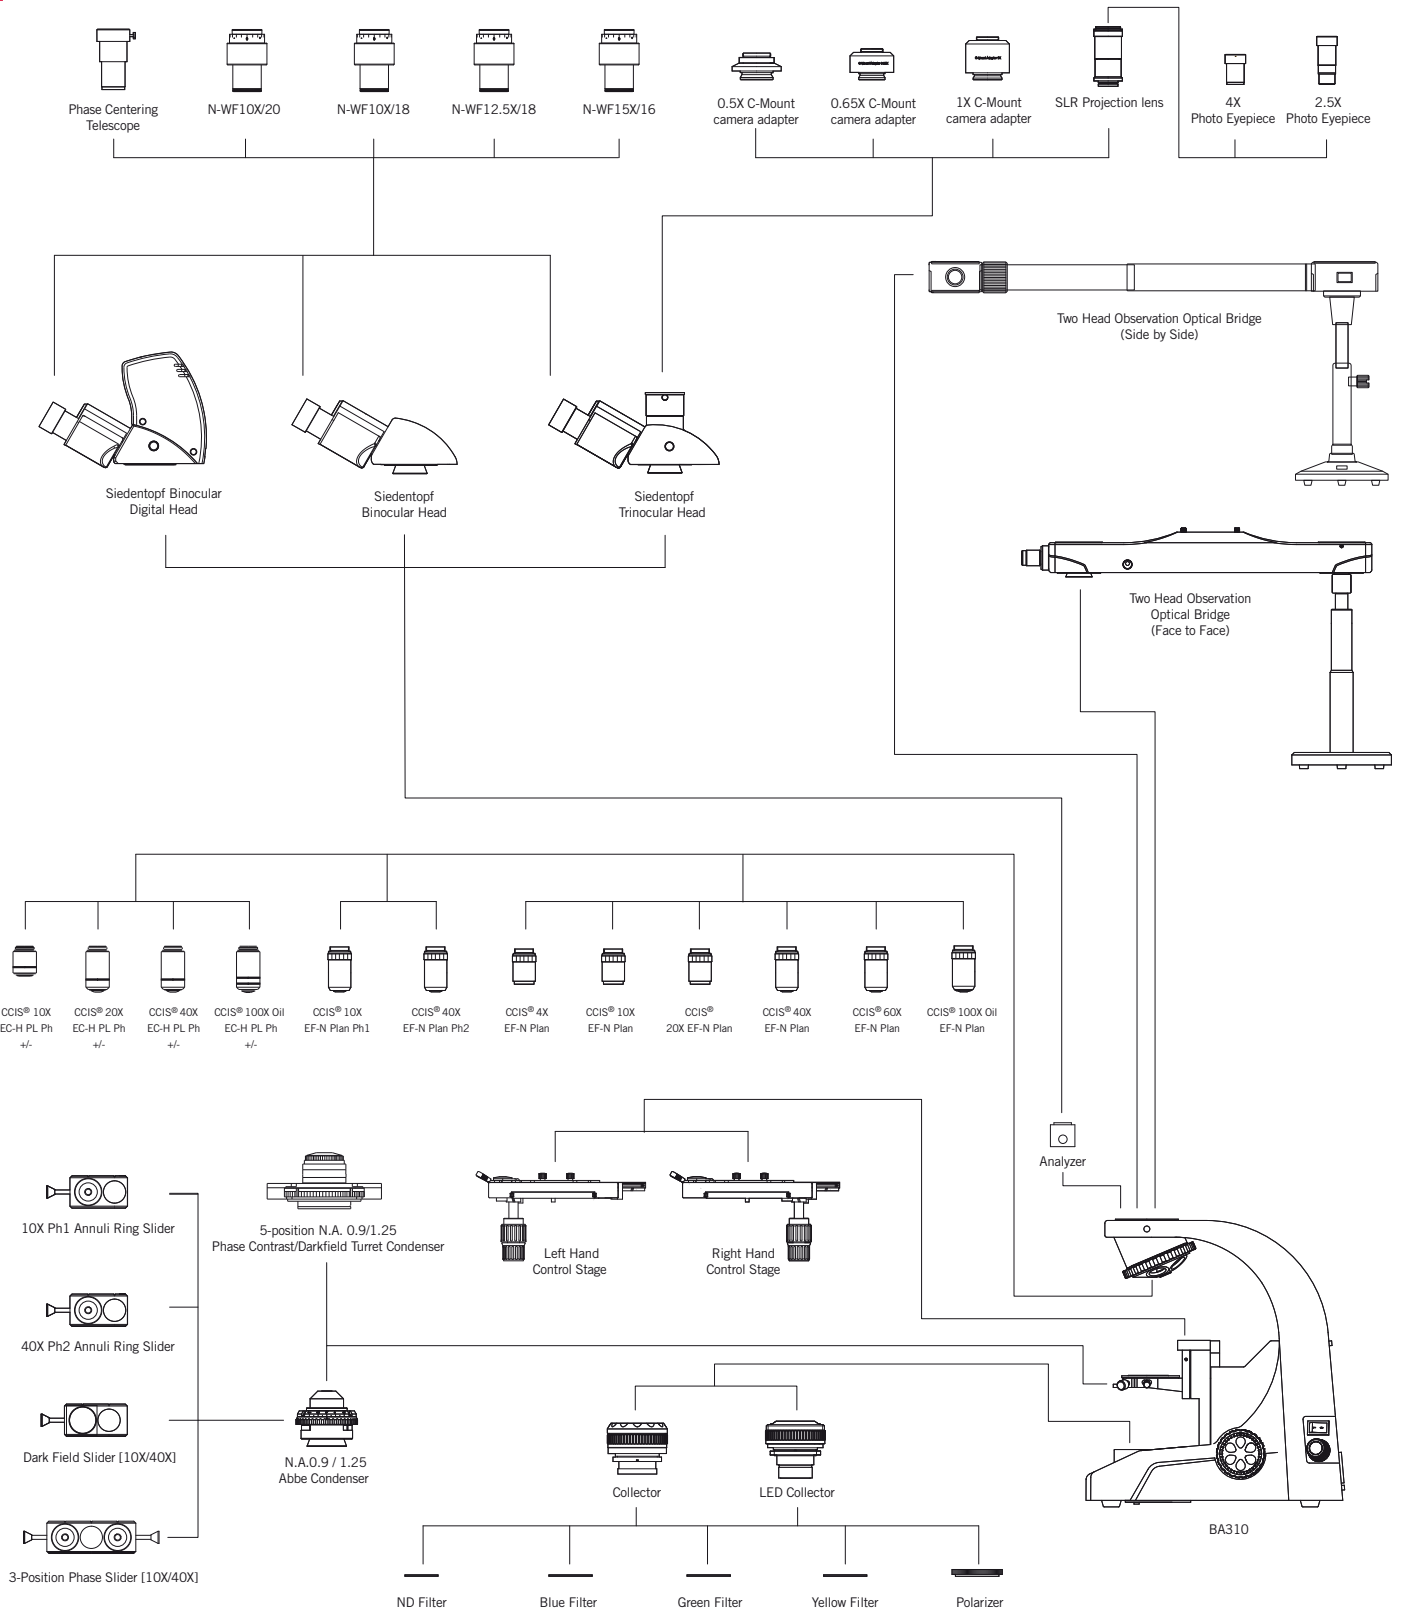 Phase Centering
Telescope
N-WF10X/20
N-WF10X/18
N-WF12.5X/18
N-WF15X/16
0.5X C-Mount
camera adapter
0.65X C-Mount
camera adapter
1X C-Mount
camera adapter
SLR Projection lens
4X
Photo Eyepiece
2.5X
Photo Eyepiece
Two Head Observation Optical Bridge
(Side by Side)
Siedentopf Binocular
Digital Head
Siedentopf
Binocular Head
Siedentopf
Trinocular Head
Two Head Observation
Optical Bridge
(Face to Face)
CCIS® 10X
EC-H PL Ph
+/-
CCIS® 20X
EC-H PL Ph
+/-
CCIS® 40X
EC-H PL Ph
+/-
CCIS® 100X Oil
EC-H PL Ph
+/-
CCIS® 10X
EF-N Plan Ph1
CCIS® 40X
EF-N Plan Ph2
CCIS® 4X
EF-N Plan
CCIS® 10X
EF-N Plan
CCIS®
20X EF-N Plan
CCIS® 40X
EF-N Plan
CCIS® 60X
EF-N Plan
CCIS® 100X Oil
EF-N Plan
Analyzer
10X Ph1 Annuli Ring Slider
5-position N.A. 0.9/1.25
Phase Contrast/Darkfield Turret Condenser
Left Hand
Control Stage
Right Hand
Control Stage
40X Ph2 Annuli Ring Slider
Dark Field Slider [10X/40X]
N.A.0.9 / 1.25
Abbe Condenser
Collector
LED Collector
BA310
3-Position Phase Slider [10X/40X]
ND Filter
Blue Filter
Green Filter
Yellow Filter
Polarizer